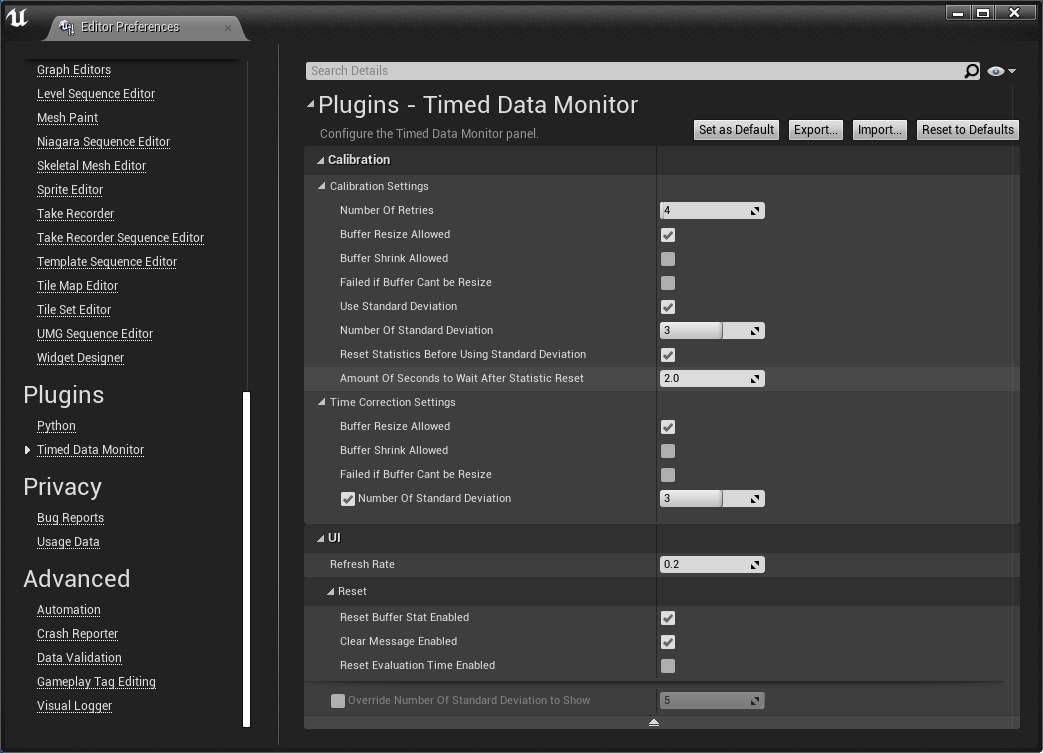 Editor Preferences
Graph Editors
Level Sequence Editor
Mesh Paint
Niagara Sequence Editor
Skeletal Mesh Editor
Sprite Editor
Take Recorder
Take Recorder Sequence Editor
Template Sequence Editor
Tile Map Editor
Tile Set Editor
UMG Sequence Editor
Widget Designer
Plugins
Python
Timed Data Monitor
Privacy
Bug Reports
Usage Data
Advanced
Automation
Crash Reporter
Data Validation
Gameplay Tag Editing
Visual Logger
Search Details
Plugins - Timed Data Monitor
Configure the Timed Data Monitor panel.
Set as Default Export... Import... Reset to Defaults
Calibration
Calibration Settings
Number Of Retries 4
Buffer Resize Allowed
Buffer Shrink Allowed
Failed if Buffer Cant be Resize
Use Standard Deviation
Number Of Standard Deviation 3
Reset Statistics Before Using Standard Deviation
Amount Of Seconds to Wait After Statistic Reset 2.0
Time Correction Settings
Buffer Resize Allowed
Buffer Shrink Allowed
Failed if Buffer Cant be Resize
Number Of Standard Deviation 3
UI
Refresh Rate 0.2
Reset
Reset Buffer Stat Enabled
Clear Message Enabled
Reset Evaluation Time Enabled
Override Number Of Standard Deviation to Show 5